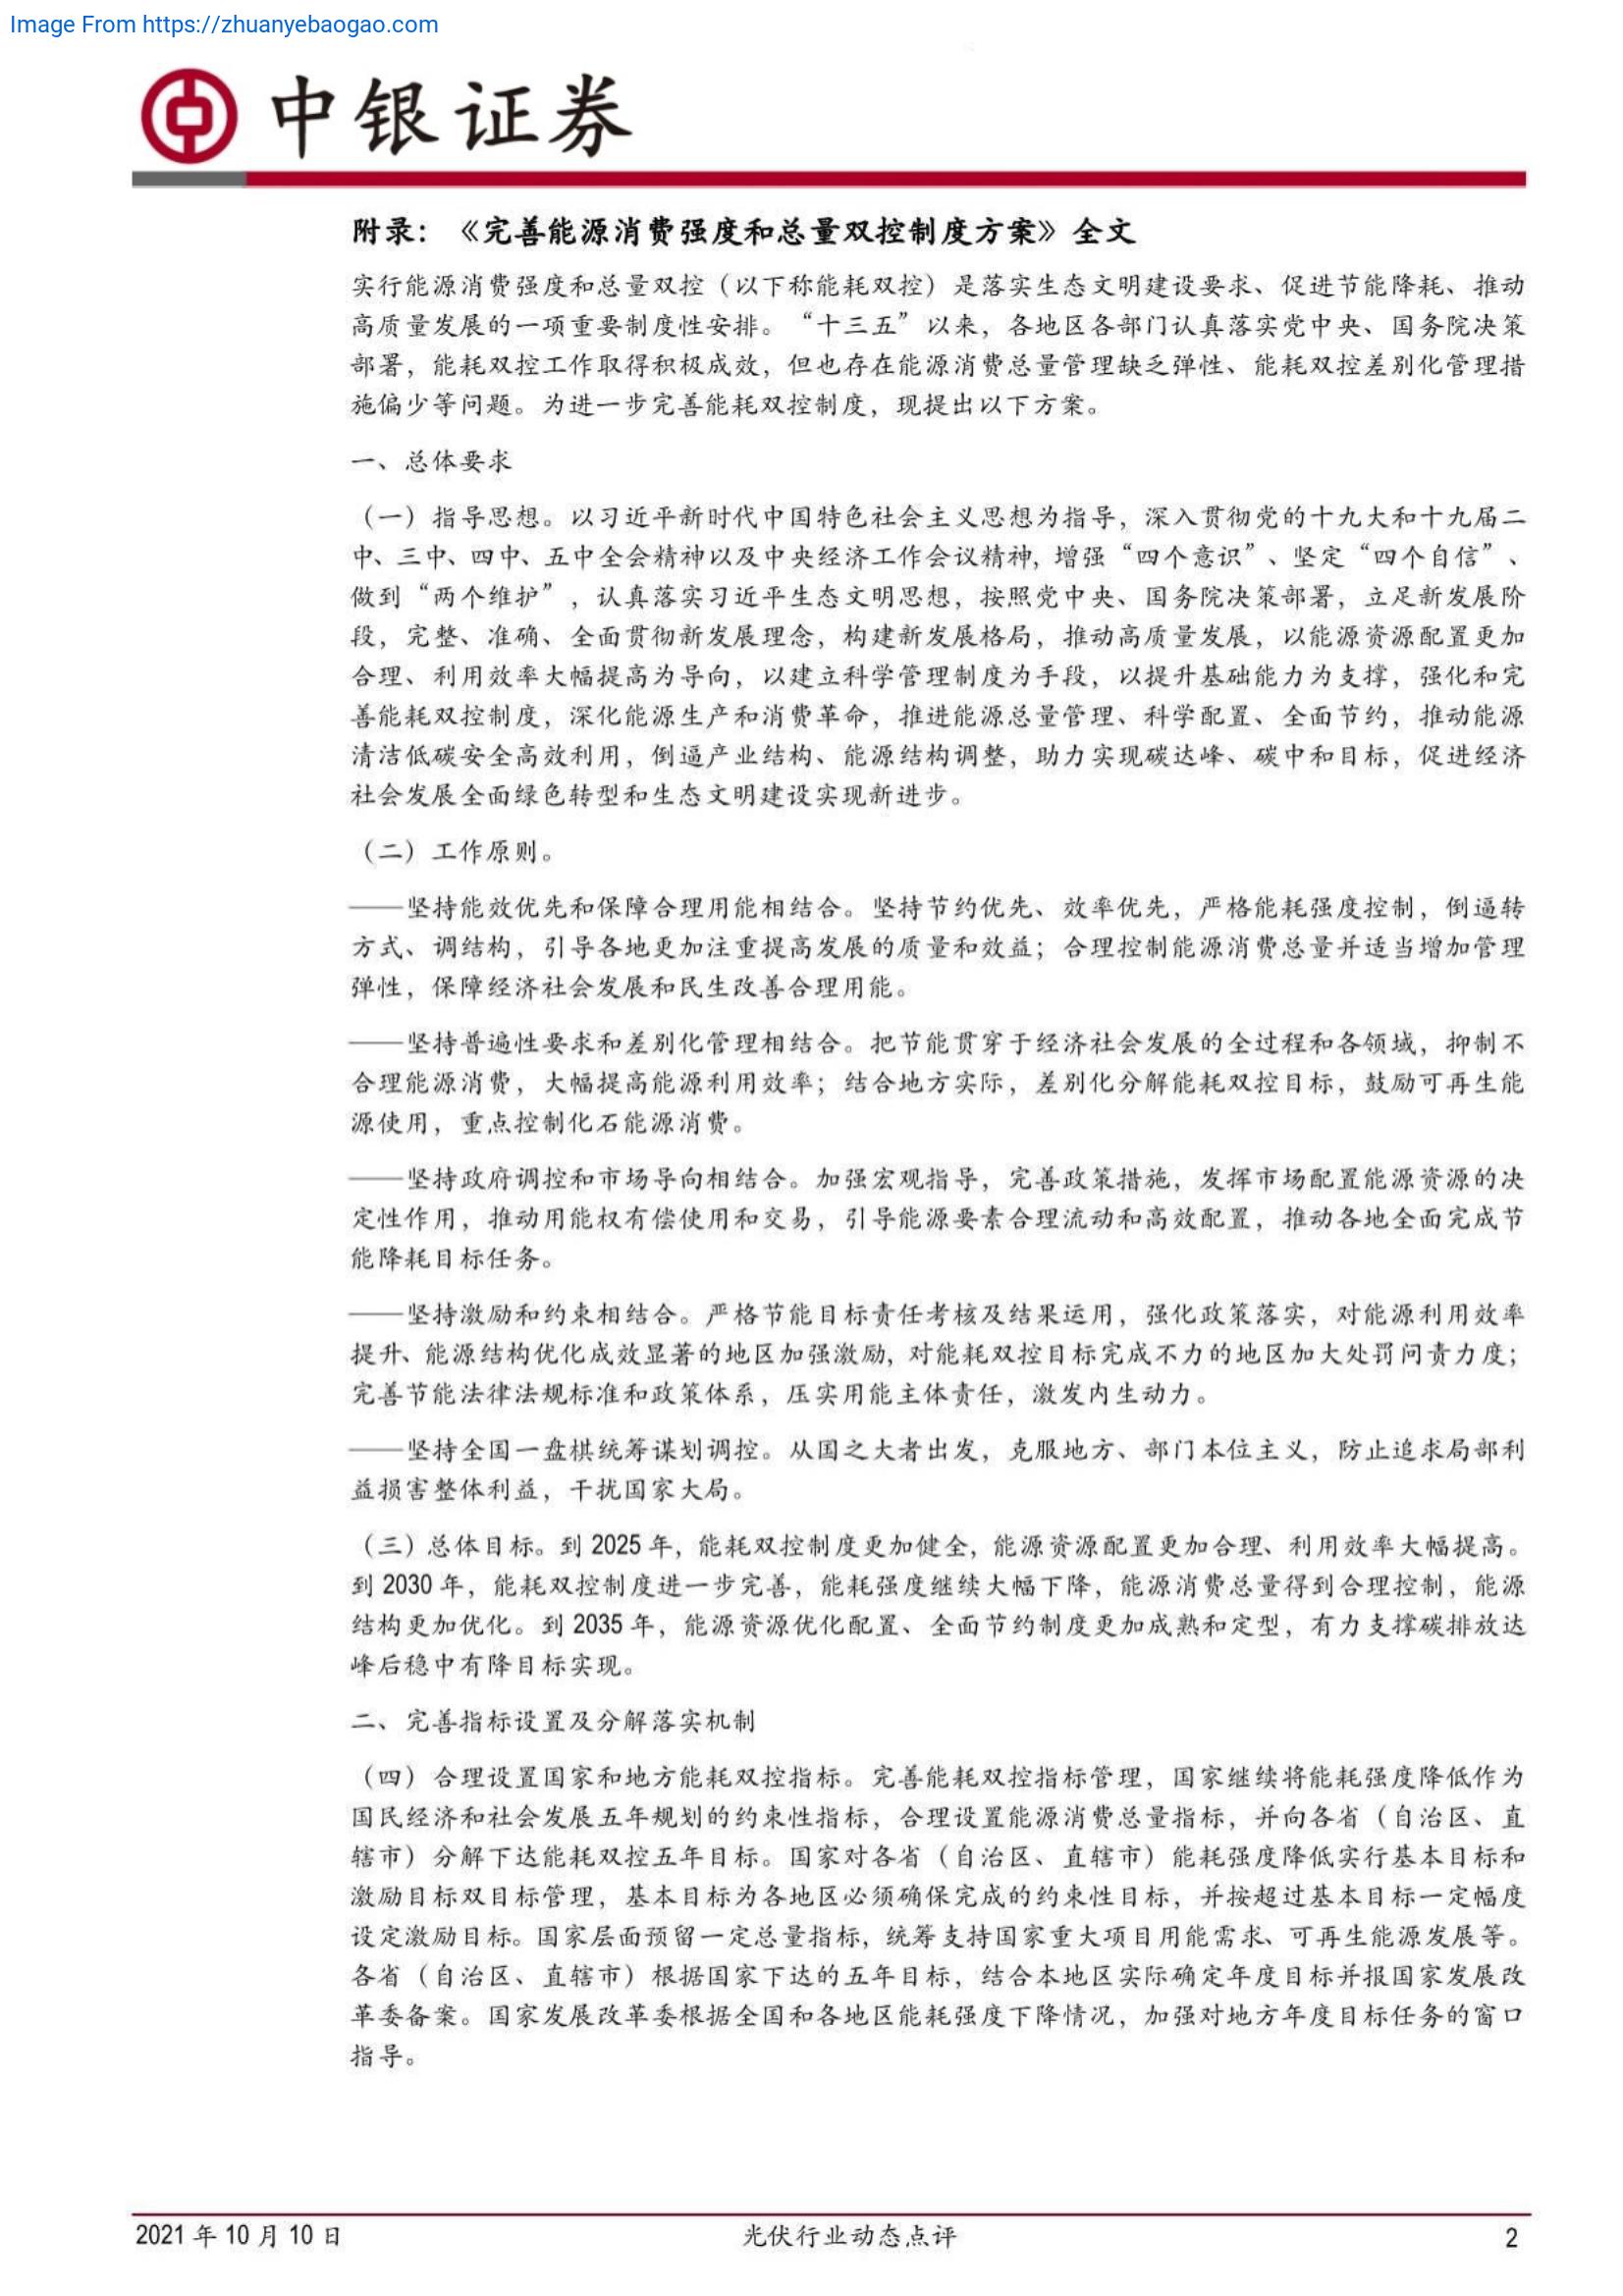 Image From https://zhuanyebaogao.com
中银证券
附录：《完善能源消费强度和总量双控制度方案》全文
实行能源消费强度和总量双控（以下称能耗双控）是落实生态文明建设要求、促进节能降耗、推动
高质量发展的一项重要制度性安排。“十三五”以来，各地区各部门认真落实党中央、国务院决策
部署，能耗双控工作取得积极成效，但也存在能源消费总量管理缺乏弹性、能耗双控差别化管理措
施偏少等问题。为进一步完善能耗双控制度，现提出以下方案。
一、总体要求
（一）指导思想。以习近平新时代中国特色社会主义思想为指导，深入贯彻党的十九大和十九届二
中、三中、四中、五中全会精神以及中央经济工作会议精神，增强“四个意识”、坚定“四个自信”、
做到“两个维护”，认真落实习近平生态文明思想，按照党中央、国务院决策部署，立足新发展阶
段，完整、准确、全面贯彻新发展理念，构建新发展格局，推动高质量发展，以能源资源配置更加
合理、利用效率大幅提高为导向，以建立科学管理制度为手段，以提升基础能力为支撑，强化和完
善能耗双控制度，深化能源生产和消费革命，推进能源总量管理、科学配置、全面节约，推动能源
清洁低碳安全高效利用，倒逼产业结构、能源结构调整，助力实现碳达峰、碳中和目标，促进经济
社会发展全面绿色转型和生态文明建设实现新进步。
（二）工作原则。
——坚持能效优先和保障合理用能相结合。坚持节约优先、效率优先，严格能耗强度控制，倒逼转
方式、调结构，引导各地更加注重提高发展的质量和效益；合理控制能源消费总量并适当增加管理
弹性，保障经济社会发展和民生改善合理用能。
——坚持普遍性要求和差别化管理相结合。把节能贯穿于经济社会发展的全过程和各领域，抑制不
合理能源消费，大幅提高能源利用效率；结合地方实际，差别化分解能耗双控目标，鼓励可再生能
源使用，重点控制化石能源消费。
——坚持政府调控和市场导向相结合。加强宏观指导，完善政策措施，发挥市场配置能源资源的决
定性作用，推动用能权有偿使用和交易，引导能源要素合理流动和高效配置，推动各地全面完成节
能降耗目标任务。
——坚持激励和约束相结合。严格节能目标责任考核及结果运用，强化政策落实，对能源利用效率
提升、能源结构优化成效显著的地区加强激励，对能耗双控目标完成不力的地区加大处罚问责力度；
完善节能法律法规标准和政策体系，压实用能主体责任，激发内生动力。
——坚持全国一盘棋统筹谋划调控。从国之大者出发，克服地方、部门本位主义，防止追求局部利
益损害整体利益，干扰国家大局。
（三）总体目标。到 2025 年，能耗双控制度更加健全，能源资源配置更加合理、利用效率大幅提高。
到 2030 年，能耗双控制度进一步完善，能耗强度继续大幅下降，能源消费总量得到合理控制，能源
结构更加优化。到 2035 年，能源资源优化配置、全面节约制度更加成熟和定型，有力支撑碳排放达
峰后稳中有降目标实现。
二、完善指标设置及分解落实机制
（四）合理设置国家和地方能耗双控指标。完善能耗双控指标管理，国家继续将能耗强度降低作为
国民经济和社会发展五年规划的约束性指标，合理设置能源消费总量指标，并向各省（自治区、直
辖市）分解下达能耗双控五年目标。国家对各省（自治区、直辖市）能耗强度降低实行基本目标和
激励目标双目标管理，基本目标为各地区必须确保完成的约束性目标，并按超过基本目标一定幅度
设定激励目标。国家层面预留一定总量指标，统筹支持国家重大项目用能需求、可再生能源发展等。
各省（自治区、直辖市）根据国家下达的五年目标，结合本地区实际确定年度目标并报国家发展改
革委备案。国家发展改革委根据全国和各地区能耗强度下降情况，加强对地方年度目标任务的窗口
指导。
2021 年 10 月 10 日
光伏行业动态点评
2